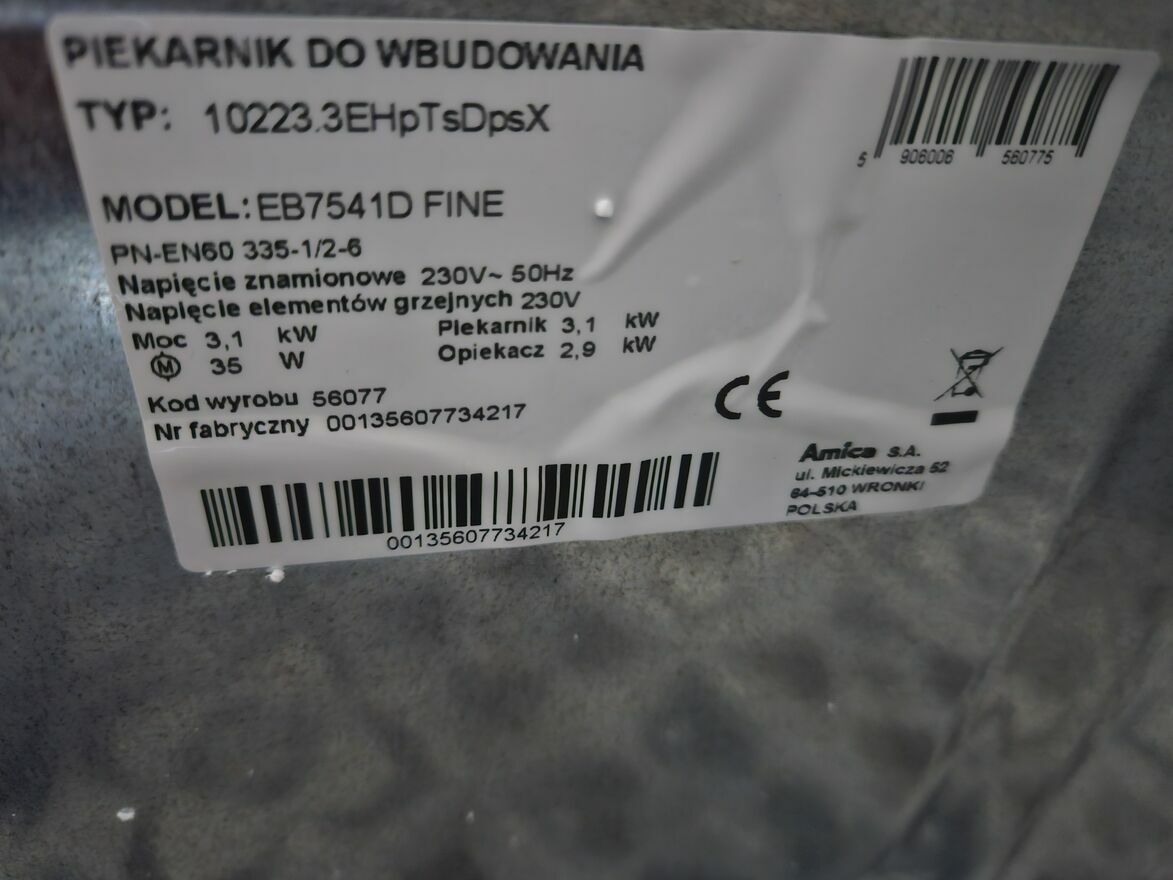 PIEKARNIK DO WBUDOWANIA
TYP: 10223.3EHpTsDpsX
5 906006 560775
MODEL: EB7541D FINE
PN-EN60 335-1/2-6
Napięcie znamionowe 230V~ 50Hz
Napięcie elementów grzejnych 230V
Moc 3,1 kW Piekarnik 3,1 kW
M 35 W Opiekacz 2,9 kW
Kod wyrobu 56077
Nr fabryczny 00135607734217
CE
Amica S.A.
ul. Mickiewicza 52
64-510 WRONKI
POLSKA
00135607734217